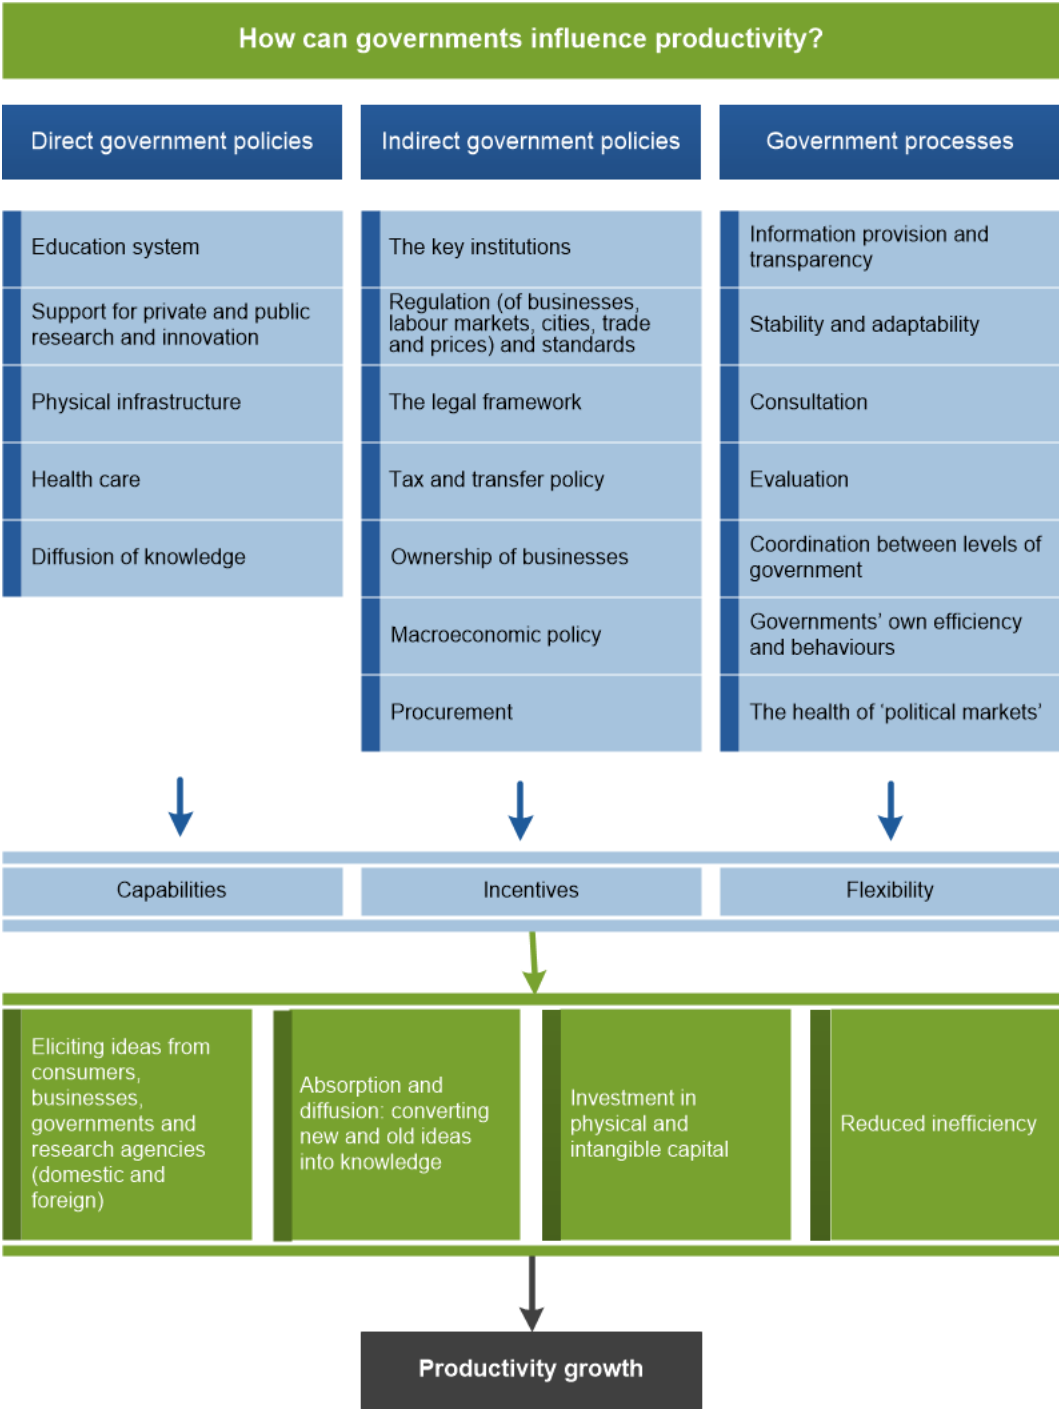 How can governments influence productivity?
Direct government policies
Indirect government policies
Government processes
Education system
Support for private and public
research and innovation
Physical infrastructure
Health care
Diffusion of knowledge
The key institutions
Regulation (of businesses,
labour markets, cities, trade
and prices) and standards
The legal framework
Tax and transfer policy
Ownership of businesses
Macroeconomic policy
Procurement
Information provision and
transparency
Stability and adaptability
Consultation
Evaluation
Coordination between levels of
government
Governments’ own efficiency
and behaviours
The health of ‘political markets’
Capabilities
Incentives
Flexibility
Eliciting ideas from
consumers,
businesses,
governments and
research agencies
(domestic and
foreign)
Absorption and
diffusion: converting
new and old ideas
into knowledge
Investment in
physical and
intangible capital
Reduced inefficiency
Productivity growth